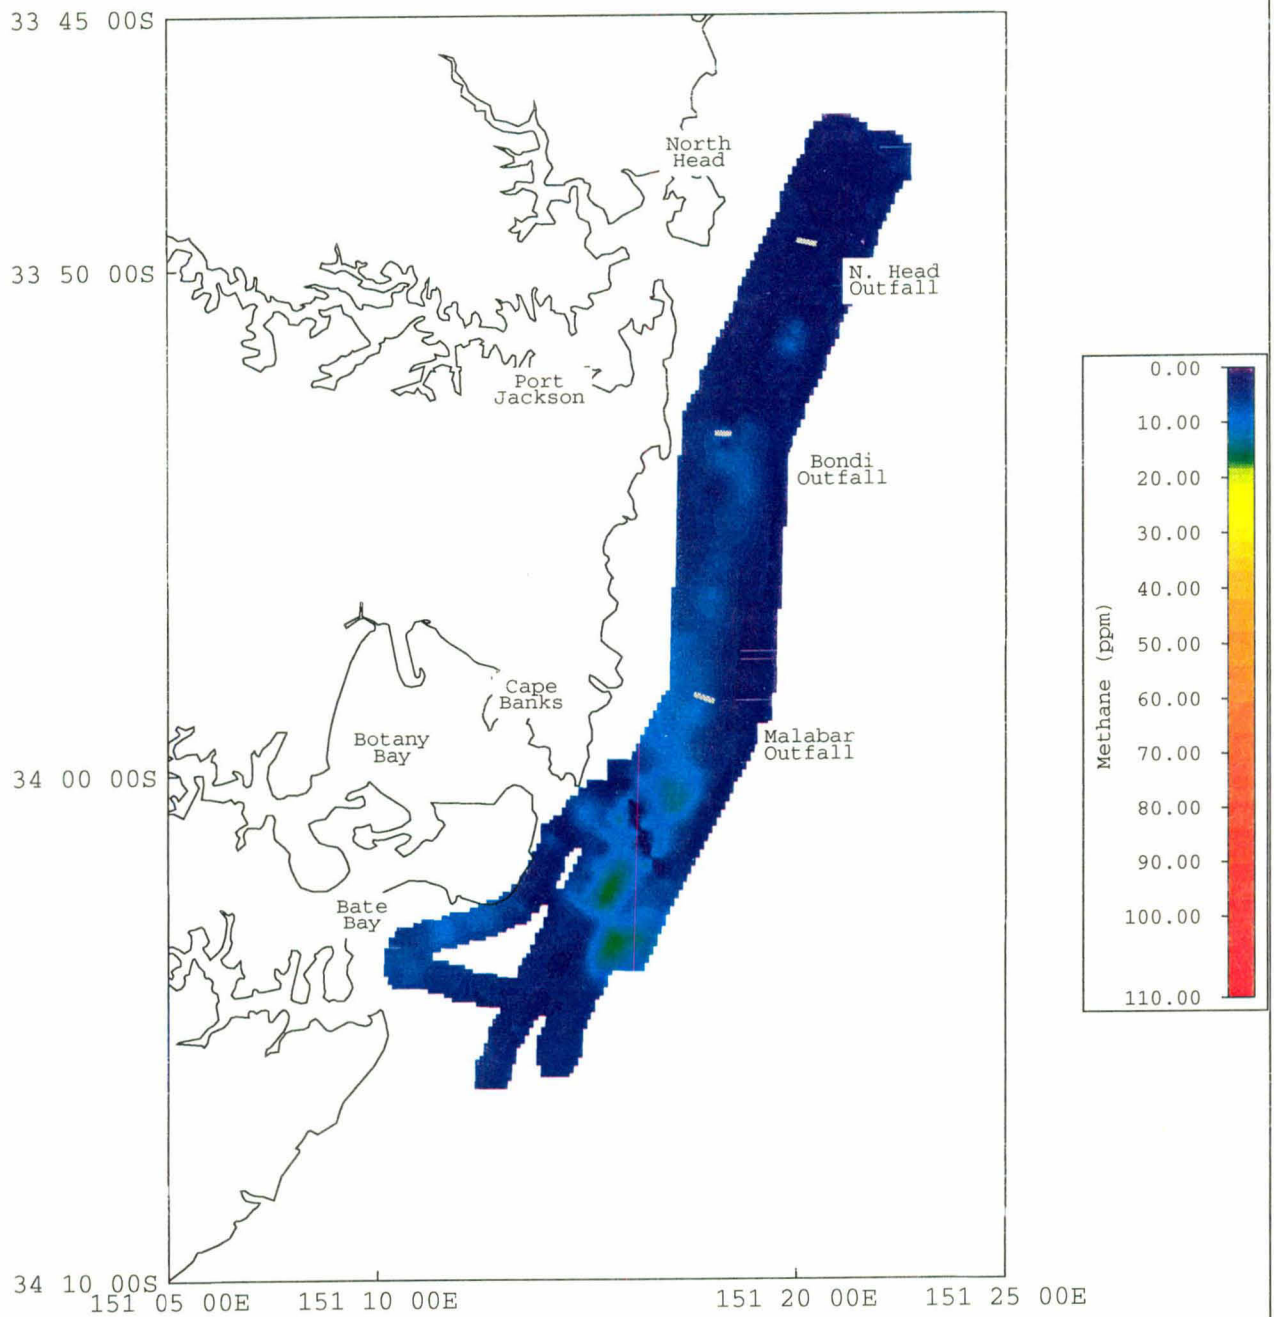 33 45 00S
North
Head
33 50 00S
N. Head
Outfall
Port
Jackson
Bondi
Outfall
Cape
Banks
Botany
Bay
Malabar
Outfall
34 00 00S
Bate
Bay
34 10 00S
151 05 00E
151 10 00E
151 20 00E
151 25 00E
Methane (ppm)
0.00
10.00
20.00
30.00
40.00
50.00
60.00
70.00
80.00
90.00
100.00
110.00